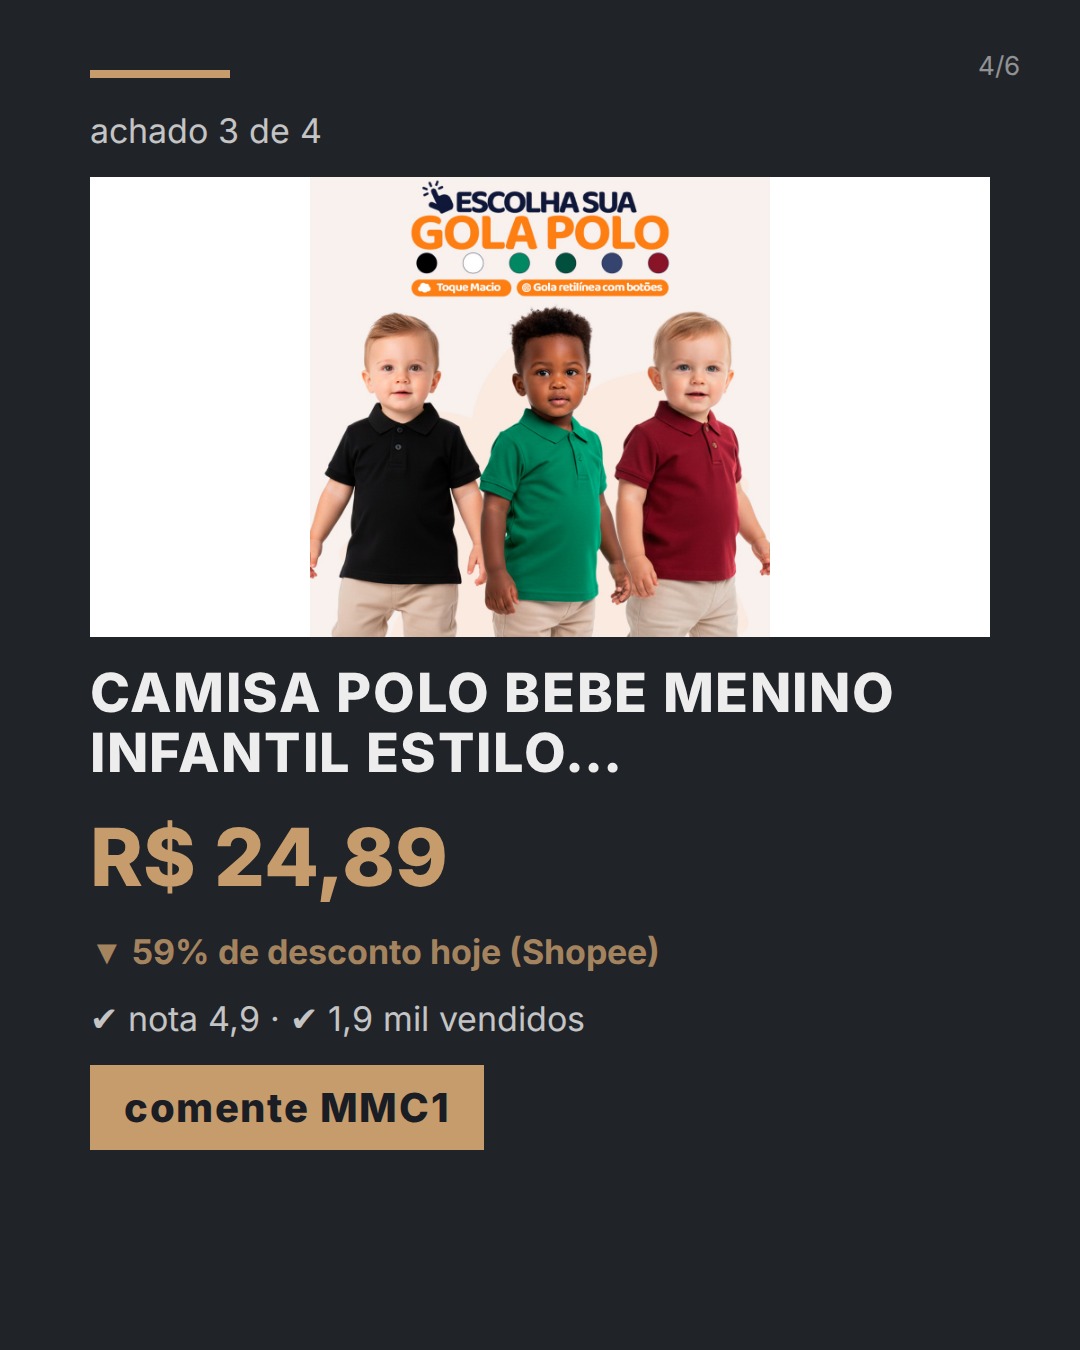 4/6
achado 3 de 4
ESCOLHA SUA
GOLA POLO
Toque Macio
Gola retilínea com botões
CAMISA POLO BEBE MENINO
INFANTIL ESTILO...
R$ 24,89
▼ 59% de desconto hoje (Shopee)
✔ nota 4,9 · ✔ 1,9 mil vendidos
comente MMC1